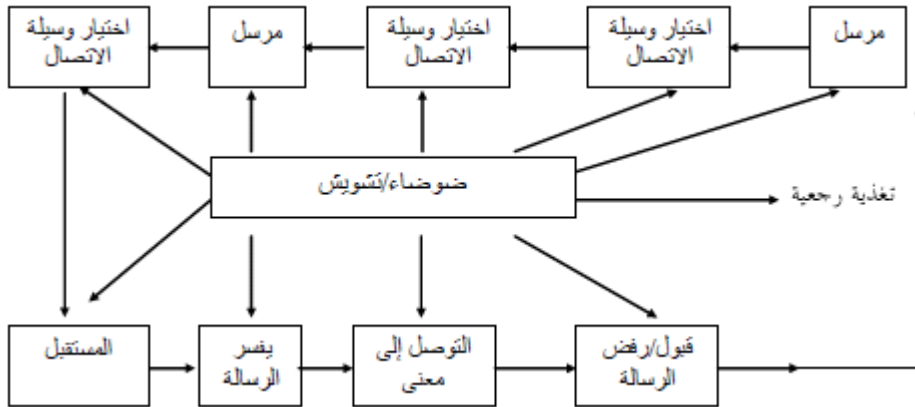 مرسل
اختيار وسيلة
الاتصال
اختيار وسيلة
الاتصال
مرسل
اختيار وسيلة
الاتصال
ضوضاء/تشويش
تغذية رجعية
المستقبل
يفسر
الرسالة
التوصل إلى
معنى
قبول/رفض
الرسالة